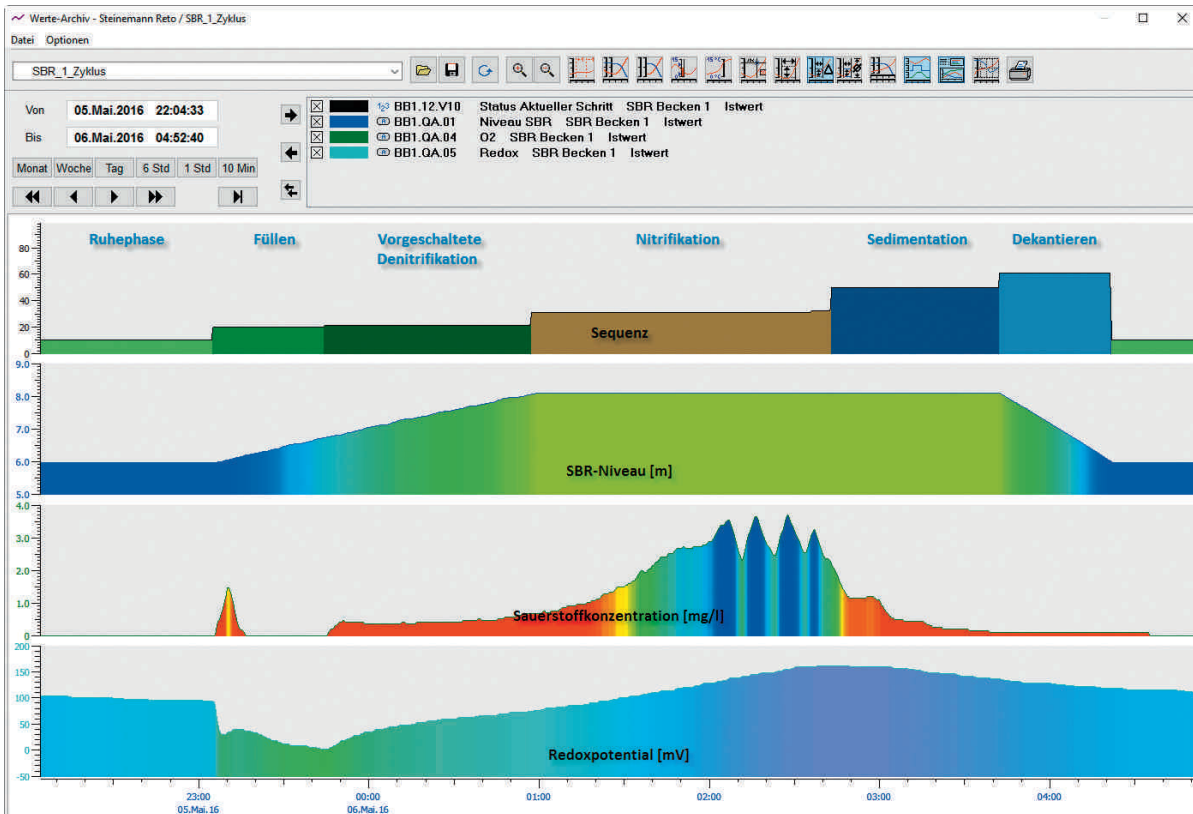 Werte-Archiv - Steinemann Reto / SBR_1_Zyklus
Datei Optionen
SBR_1_Zyklus
Von 05.Mai.2016 22:04:33
Bis 06.Mai.2016 04:52:40
Monat Woche Tag 6 Std 1 Std 10 Min
BB1.12.V10 Status Aktueller Schritt SBR Becken 1 Istwert
BB1.QA.01 Niveau SBR SBR Becken 1 Istwert
BB1.QA.04 O2 SBR Becken 1 Istwert
BB1.QA.05 Redox SBR Becken 1 Istwert
Ruhephase
Füllen
Vorgeschaltete
Denitrifikation
Nitrifikation
Sedimentation
Dekantieren
80
60
40
20
0
Sequenz
9.0
8.0
7.0
6.0
5.0
SBR-Niveau [m]
4.0
3.0
2.0
1.0
0
Sauerstoffkonzentration [mg/l]
200
150
100
50
0
-50
Redoxpotential [mV]
23:00 00:00 01:00 02:00 03:00 04:00
05.Mai.16 06.Mai.16